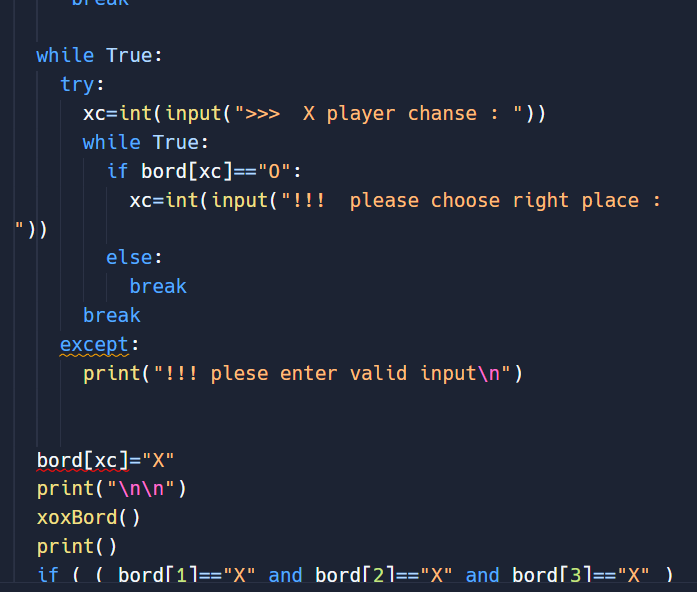 break
while True:
try:
xc=int(input(">>>  X player chanse : "))
while True:
if bord[xc]=="O":
xc=int(input("!!!  please choose right place :
"))
else:
break
break
except:
print("!!! plese enter valid input\n")
bord[xc]="X"
print("\n\n")
xoxBord()
print()
if ( ( bord[1]=="X" and bord[2]=="X" and bord[3]=="X" )